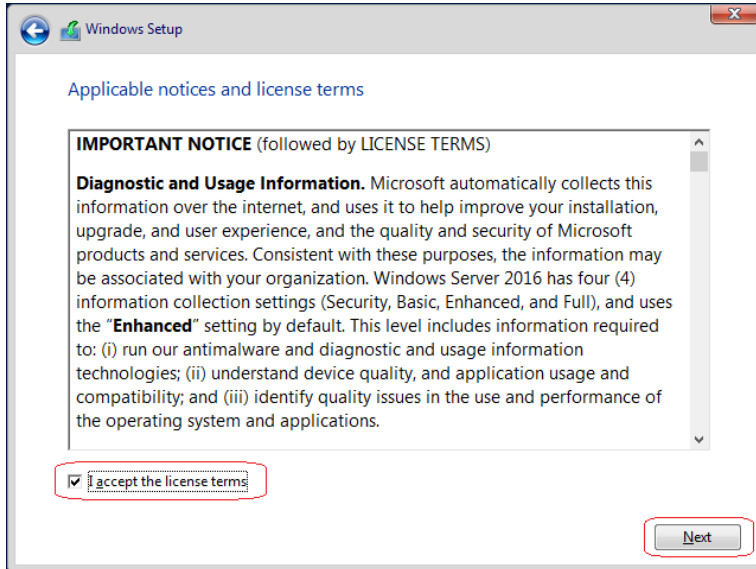 Windows Setup
Applicable notices and license terms
IMPORTANT NOTICE (followed by LICENSE TERMS)
Diagnostic and Usage Information. Microsoft automatically collects this
information over the internet, and uses it to help improve your installation,
upgrade, and user experience, and the quality and security of Microsoft
products and services. Consistent with these purposes, the information may
be associated with your organization. Windows Server 2016 has four (4)
information collection settings (Security, Basic, Enhanced, and Full), and uses
the “Enhanced” setting by default. This level includes information required
to: (i) run our antimalware and diagnostic and usage information
technologies; (ii) understand device quality, and application usage and
compatibility; and (iii) identify quality issues in the use and performance of
the operating system and applications.
I accept the license terms
Next